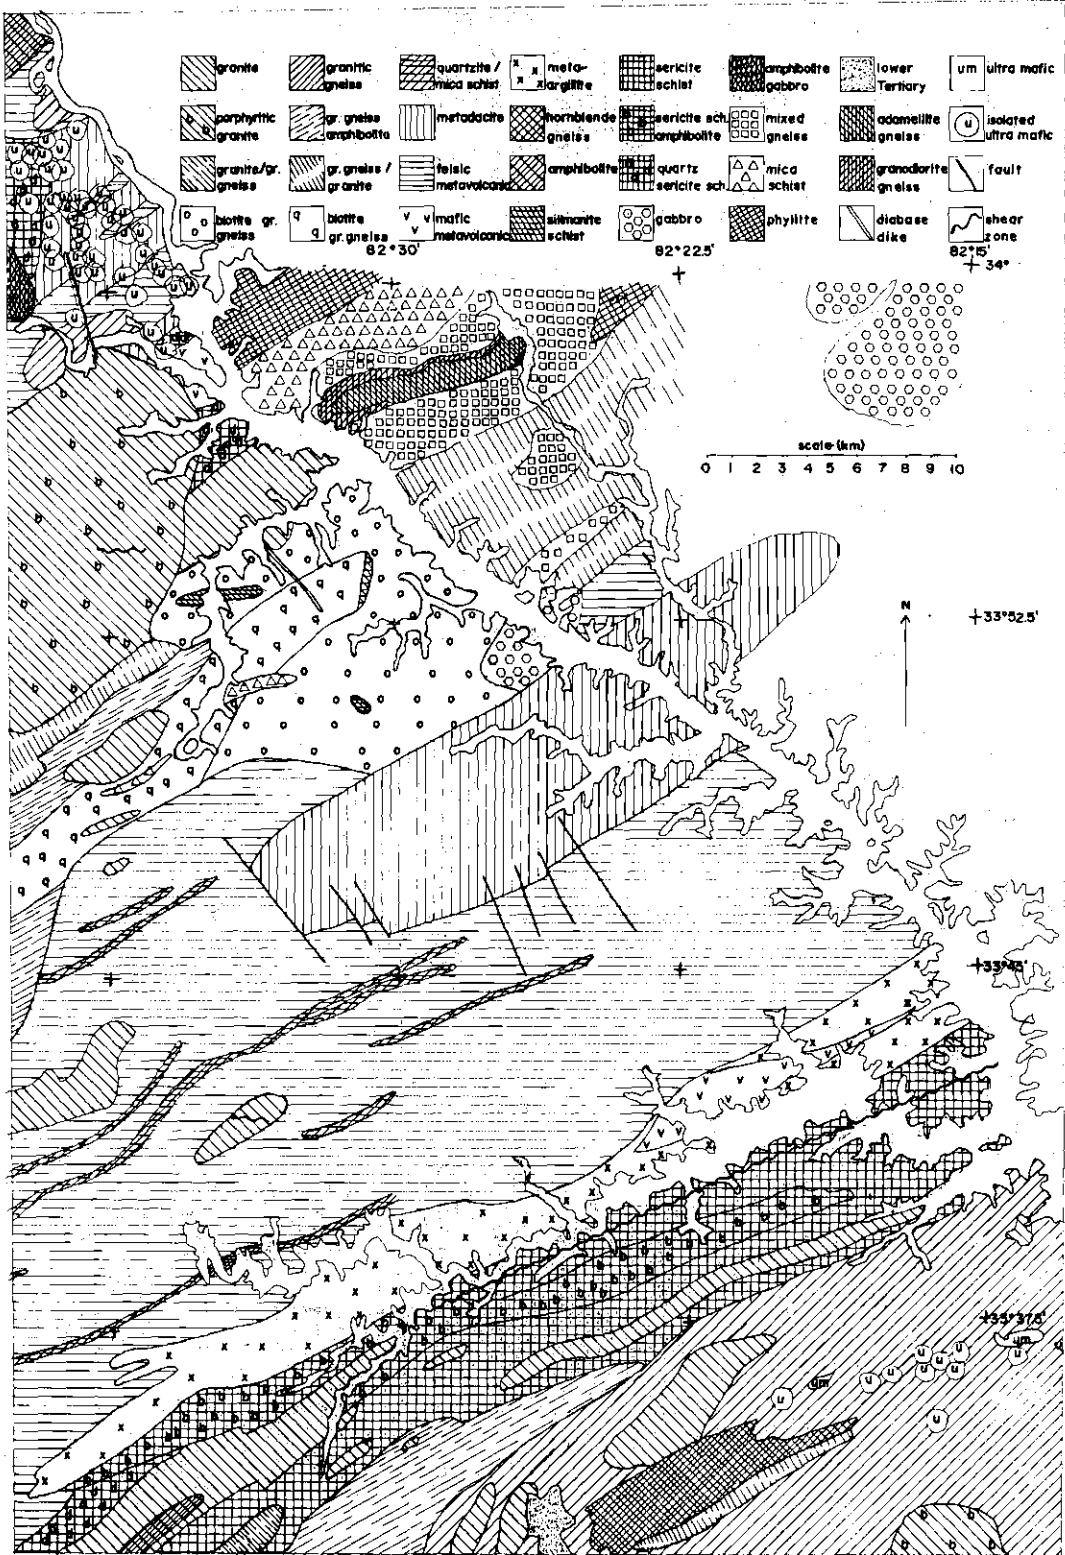 granite granitic gneiss quartzite / mica schist meta-argillite sericite schist amphibolite gabbro lower Tertiary um ultra mafic
porphyritic granite gr. gneiss amphibolite metadacite hornblende gneiss sericite sch. amphibolite mixed gneiss adamellite gneiss u isolated ultra mafic
granite/gr. gneiss gr. gneiss / granite felsic metavolcanic amphibolite quartz sericite sch. mica schist granodiorite gneiss fault
biotite gr. gneiss biotite gr. gneiss v v mafic metavolcanic sillmanite schist gabbro phyllite diabase dike shear zone
82°30' 82°22.5' 82°15'
34°
scale (km)
0 1 2 3 4 5 6 7 8 9 10
N
33°52.5'
33°45'
33°37.5'
um
um